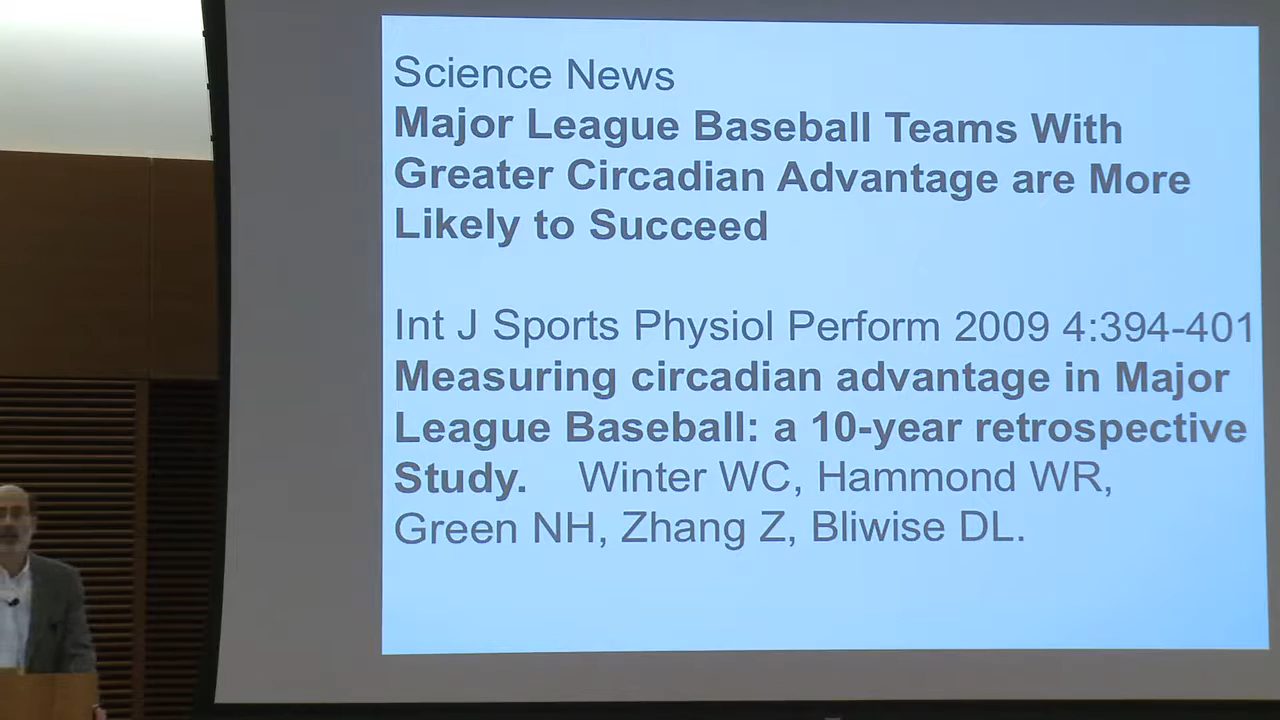 Science News
Major League Baseball Teams With
Greater Circadian Advantage are More
Likely to Succeed
Int J Sports Physiol Perform 2009 4:394-401
Measuring circadian advantage in Major
League Baseball: a 10-year retrospective
Study. Winter WC, Hammond WR,
Green NH, Zhang Z, Bliwise DL.